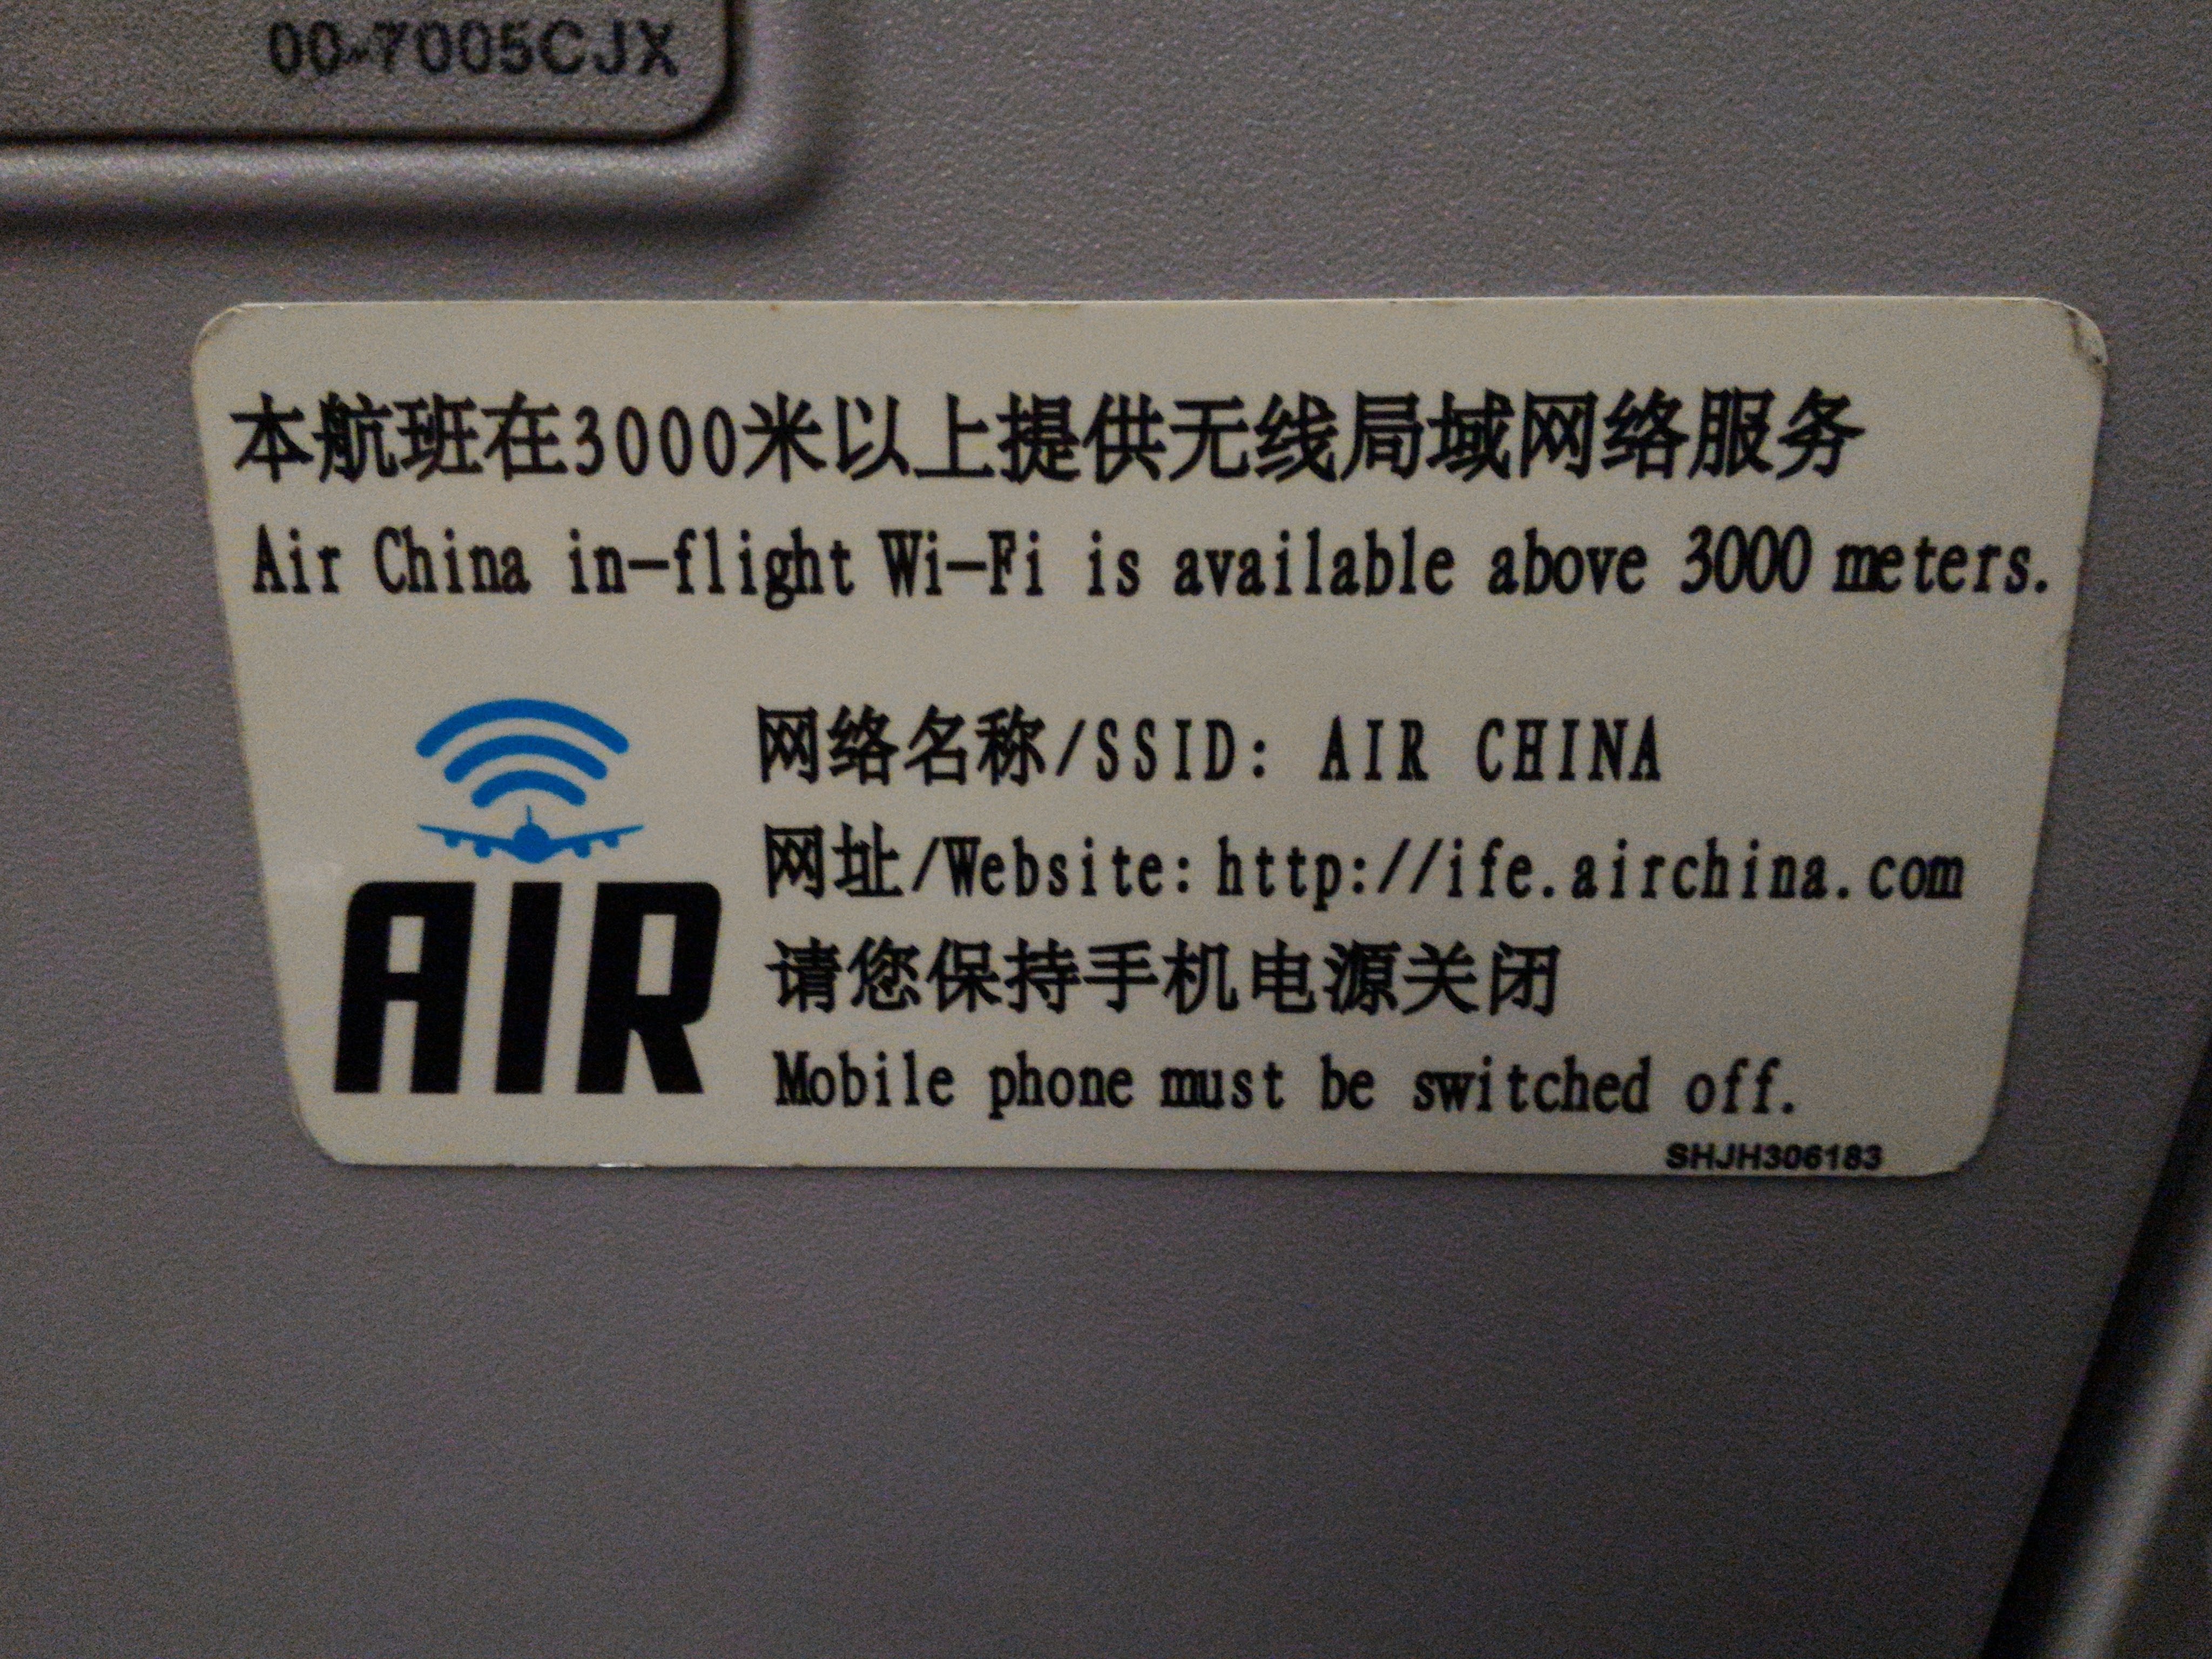 00-7005CJX
本航班在3000米以上提供无线局域网络服务
Air China in-flight Wi-Fi is available above 3000 meters.
网络名称/SSID: AIR CHINA
网址/Website: http://ife.airchina.com
请您保持手机电源关闭
Mobile phone must be switched off.
AIR
SHJH306183